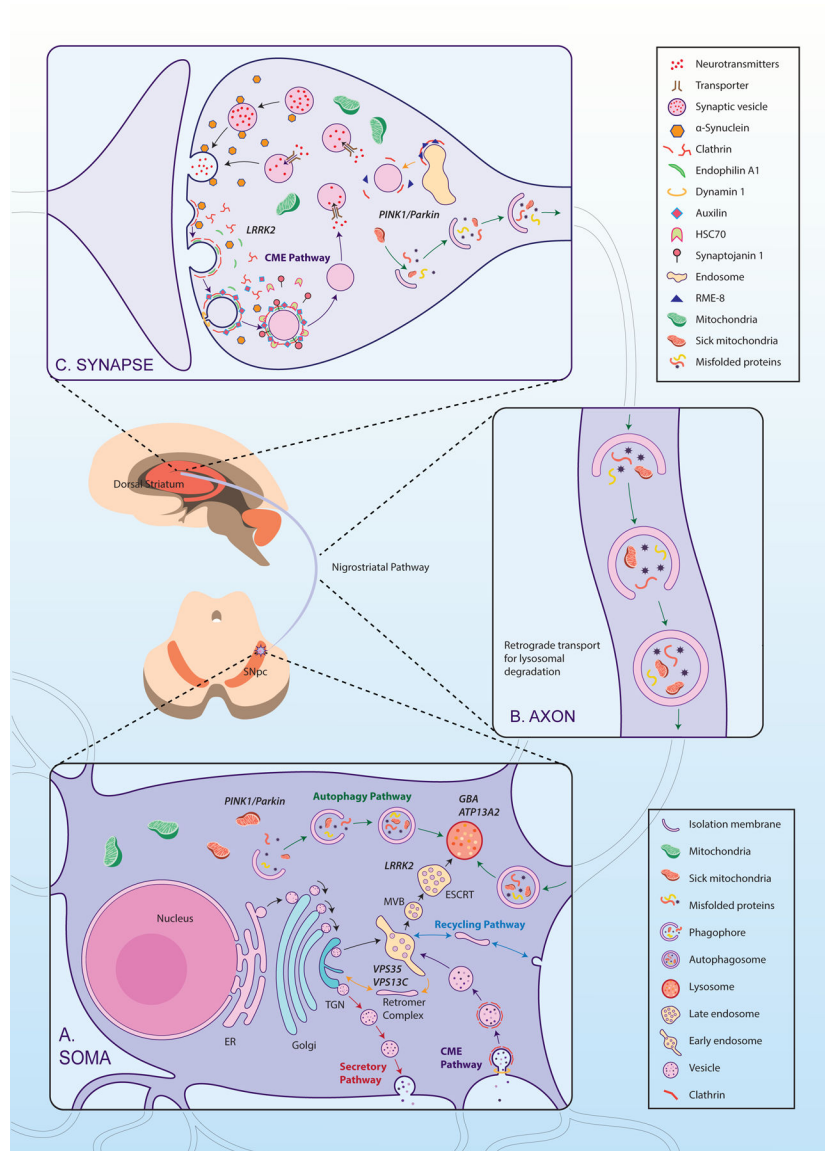 LRRK2
CME Pathway
PINK1/Parkin
C. SYNAPSE
Neurotransmitters
Transporter
Synaptic vesicle
α-Synuclein
Clathrin
Endophilin A1
Dynamin 1
Auxilin
HSC70
Synaptojanin 1
Endosome
RME-8
Mitochondria
Sick mitochondria
Misfolded proteins
Dorsal Striatum
Nigrostriatal Pathway
SNpc
Retrograde transport
for lysosomal
degradation
B. AXON
PINK1/Parkin
Autophagy Pathway
GBA
ATP13A2
LRRK2
ESCRT
MVB
Nucleus
Recycling Pathway
VPS35
VPS13C
TGN
Retromer
Complex
ER
Golgi
A.
SOMA
Secretory
Pathway
CME
Pathway
Isolation membrane
Mitochondria
Sick mitochondria
Misfolded proteins
Phagophore
Autophagosome
Lysosome
Late endosome
Early endosome
Vesicle
Clathrin